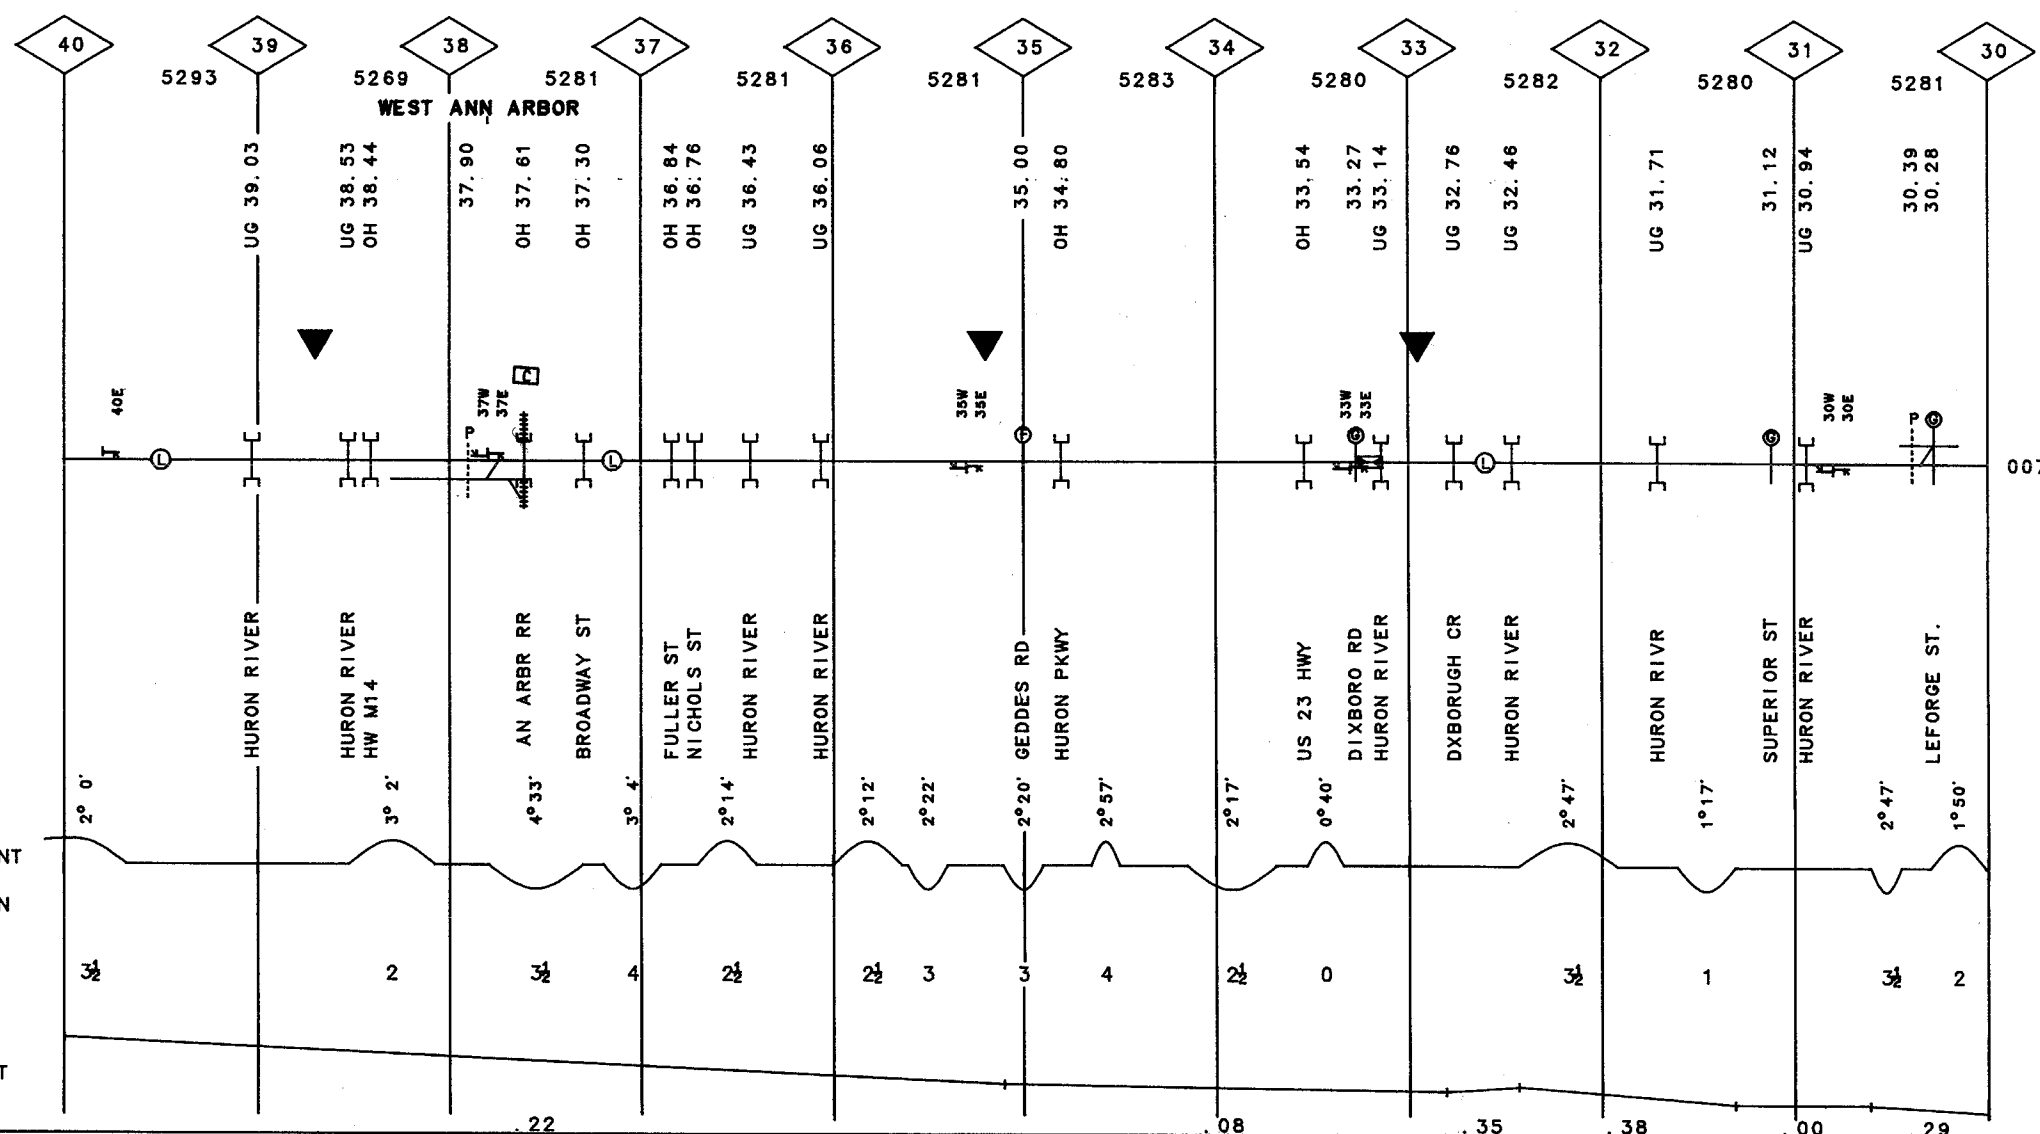 40 39 38 37 36 35 34 33 32 31 30
5293 5269 5281 5281 5281 5283 5280 5282 5280 5281
WEST ANN ARBOR
UG 39.03
UG 38.53
OH 38.44
37.90
OH 37.61
OH 37.30
OH 36.84
OH 36.76
UG 36.43
UG 36.06
35.00
OH 34.80
OH 33.54
33.27
UG 33.14
UG 32.76
UG 32.46
UG 31.71
31.12
UG 30.94
30.39
30.28
C
40E
37W
37E
35W
35E
33W
33E
30W
30E
L P L F G L G P G
007
HURON RIVER
HURON RIVER
HW M14
AN ARBR RR
BROADWAY ST
FULLER ST
NICHOLS ST
HURON RIVER
HURON RIVER
GEDDES RD
HURON PKWY
US 23 HWY
DIXBORO RD
HURON RIVER
DXBORUGH CR
HURON RIVER
HURON RIVR
SUPERIOR ST
HURON RIVER
LEFORGE ST.
2° 0' 3° 2' 4°33' 3° 4' 2°14' 2°12' 2°22' 2°20' 2°57' 2°17' 0°40' 2°47' 1°17' 2°47' 1°50'
NT
N
3½ 2 3½ 4 2½ 2½ 3 3 4 2½ 0 3½ 1 3½ 2
T
.22 .08 .35 .38 .00 .29